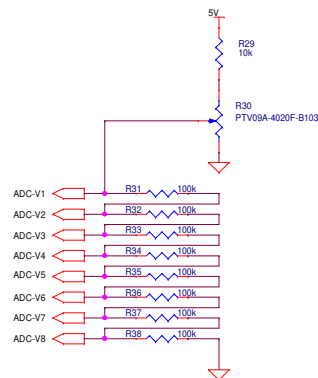 5V
R29
10k
R30
PTV09A-4020F-B103
ADC-V1 R31 100k
ADC-V2 R32 100k
ADC-V3 R33 100k
ADC-V4 R34 100k
ADC-V5 R35 100k
ADC-V6 R36 100k
ADC-V7 R37 100k
ADC-V8 R38 100k